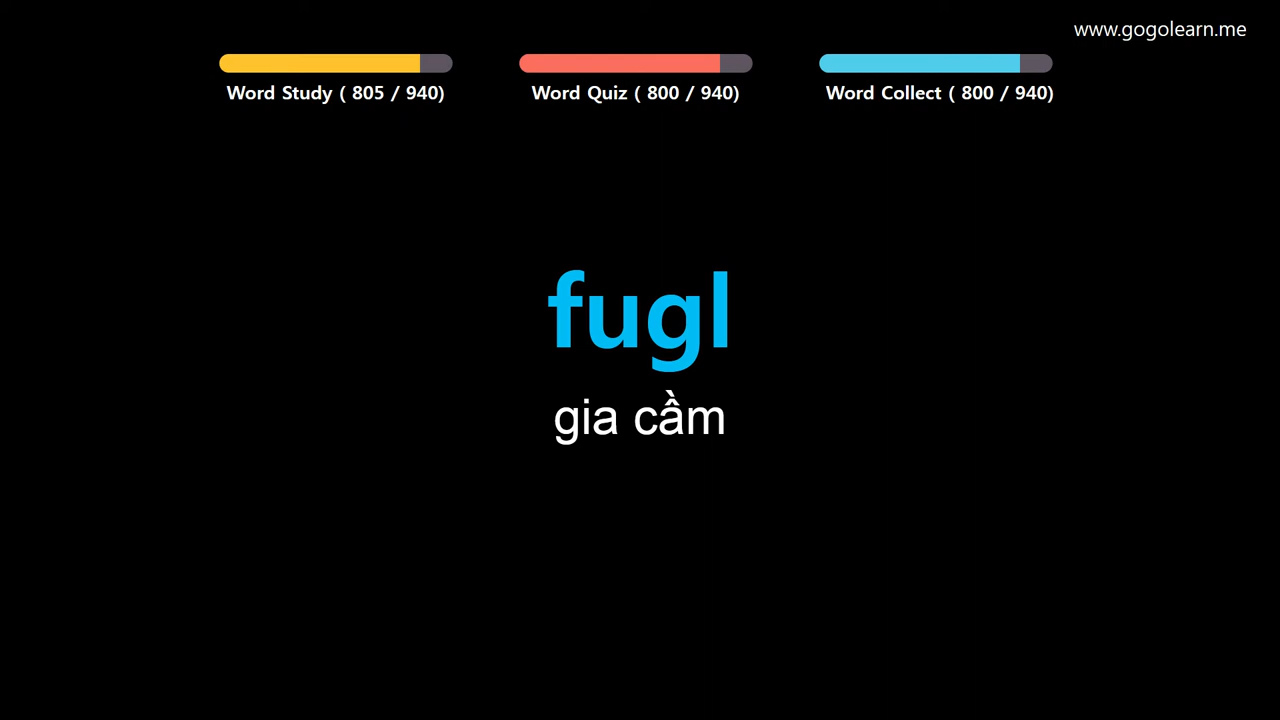 www.gogolearn.me
Word Study ( 805 / 940)
Word Quiz ( 800 / 940)
Word Collect ( 800 / 940)
fugl
gia cầm